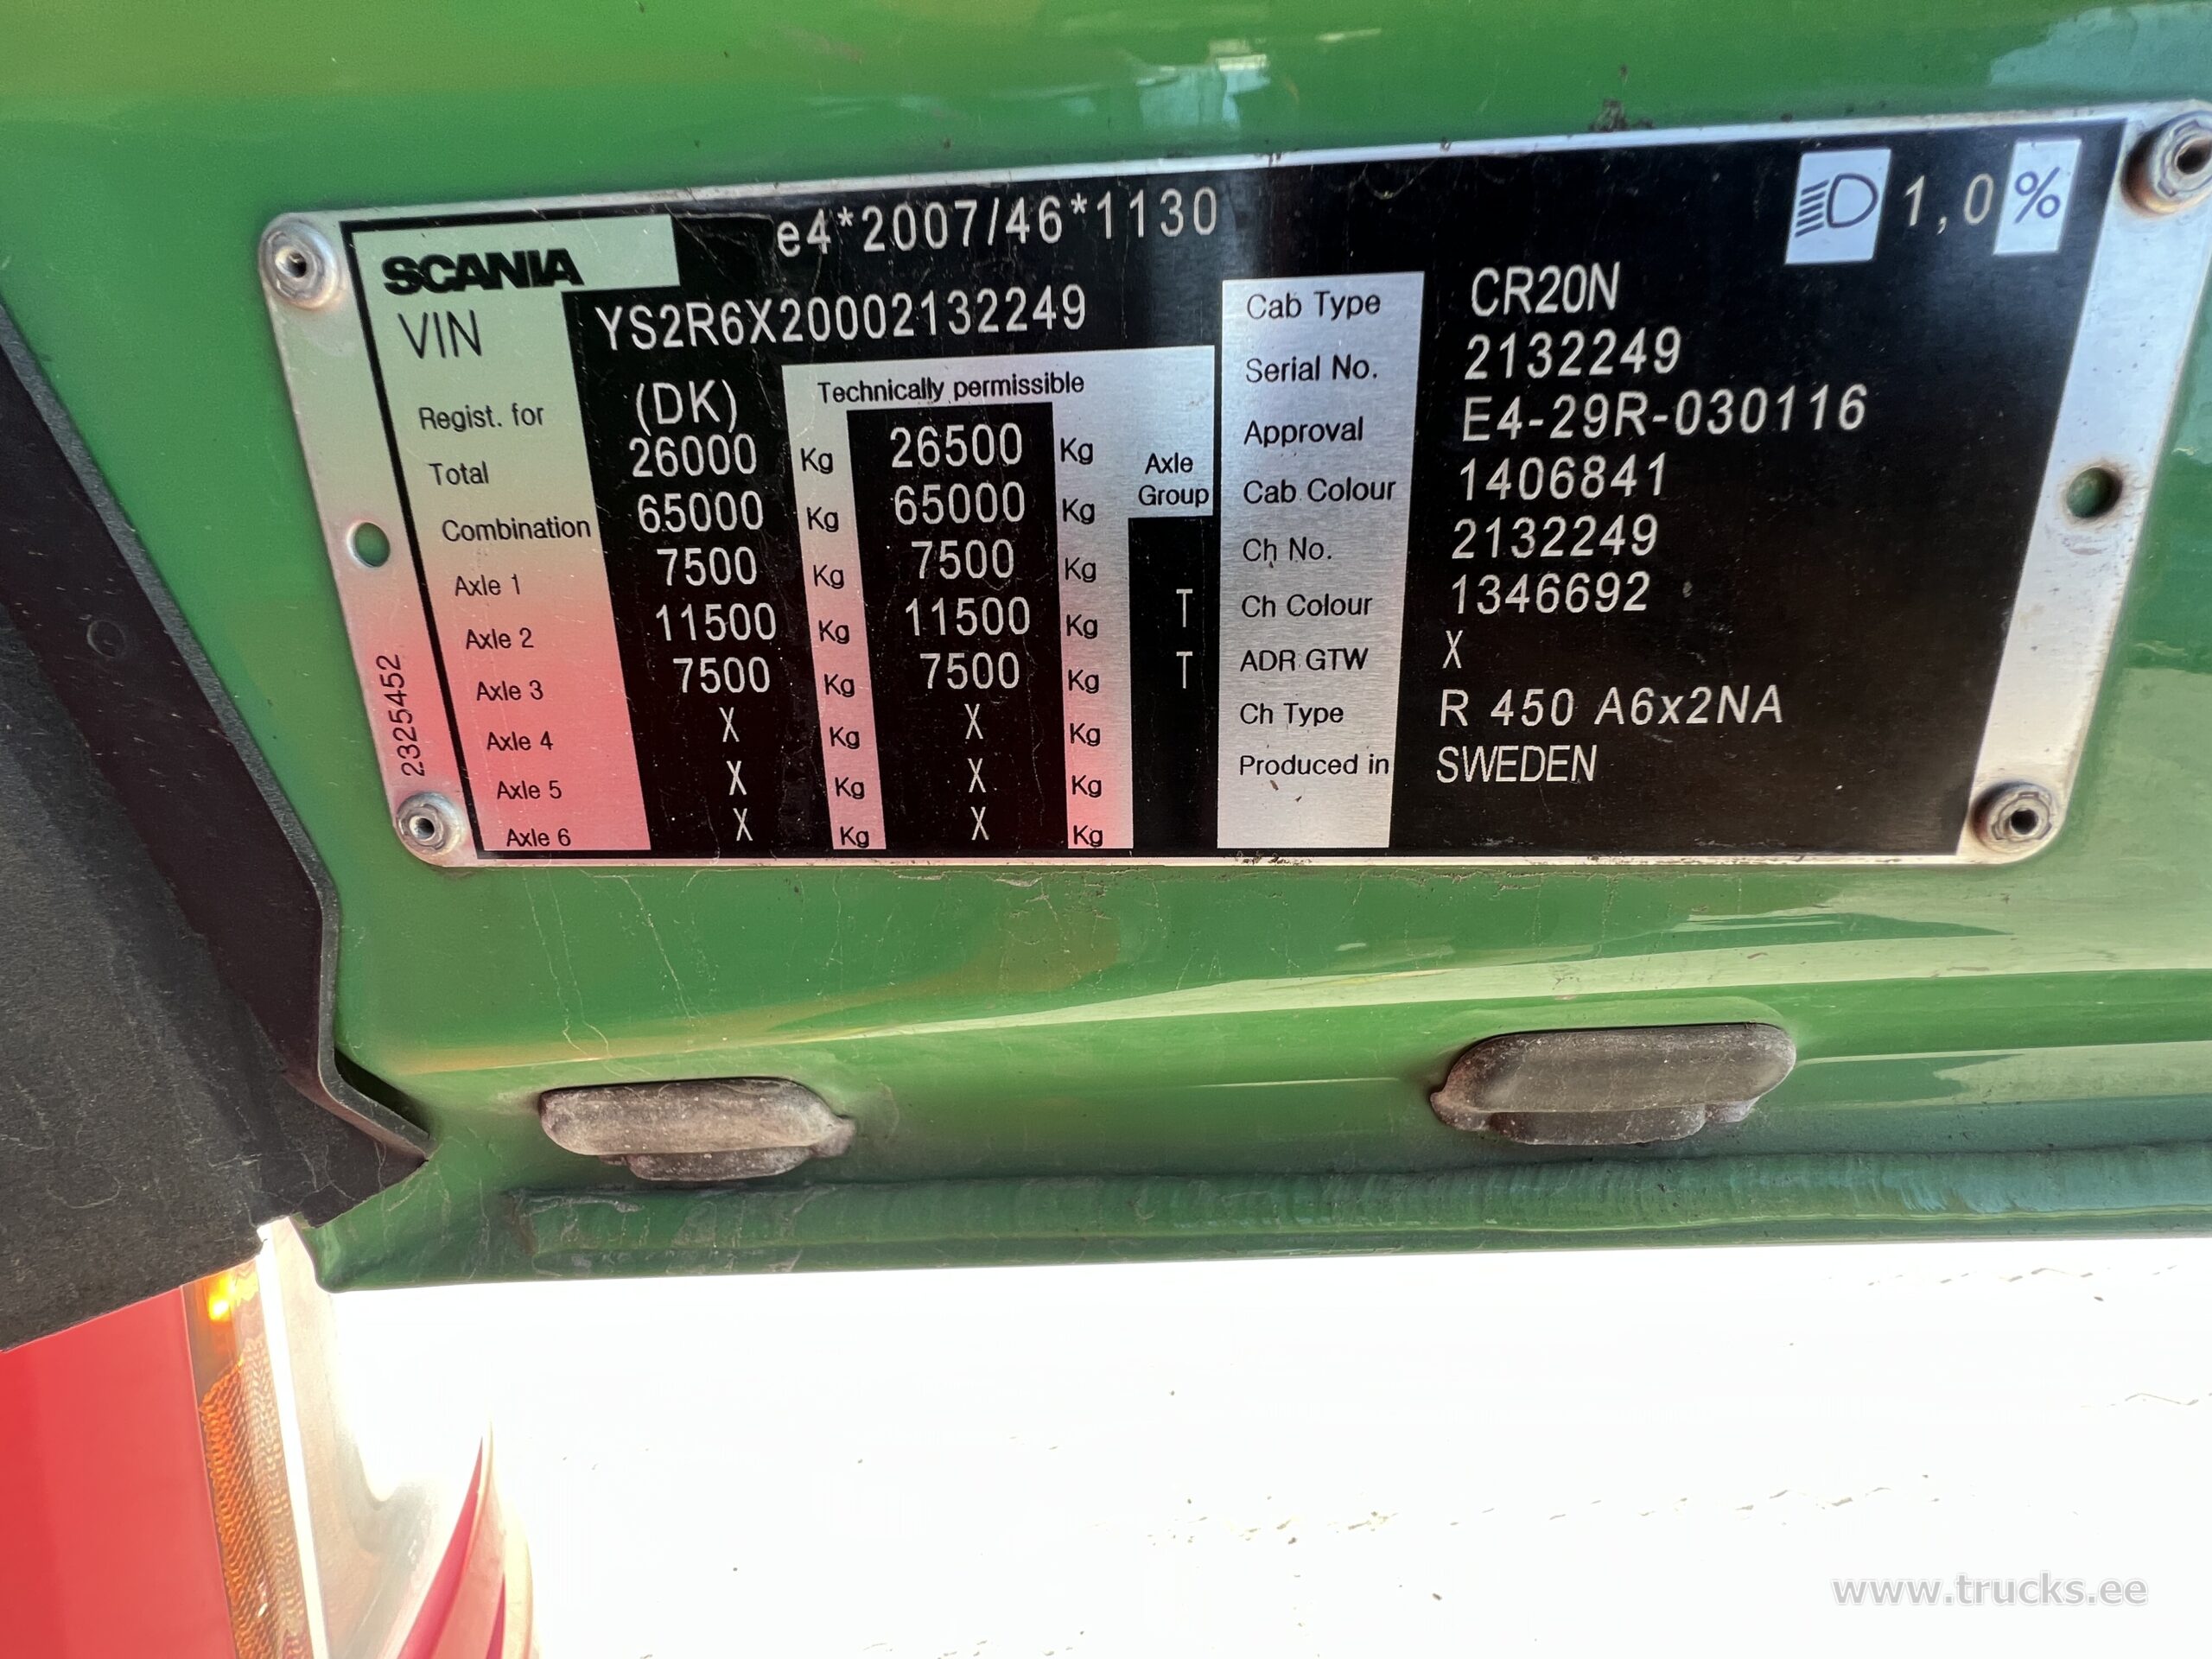 SCANIA e4*2007/46*1130 1,0 %
VIN YS2R6X20002132249
Regist. for (DK) Technically permissible
Total 26000 Kg 26500 Kg Axle Group
Combination 65000 Kg 65000 Kg
Axle 1 7500 Kg 7500 Kg
Axle 2 11500 Kg 11500 Kg T
Axle 3 7500 Kg 7500 Kg T
Axle 4 X Kg X Kg
Axle 5 X Kg X Kg
Axle 6 X Kg X Kg
Cab Type CR20N
Serial No. 2132249
Approval E4-29R-030116
Cab Colour 1406841
Ch No. 2132249
Ch Colour 1346692
ADR GTW X
Ch Type R 450 A6x2NA
Produced in SWEDEN
2325452
www.trucks.ee